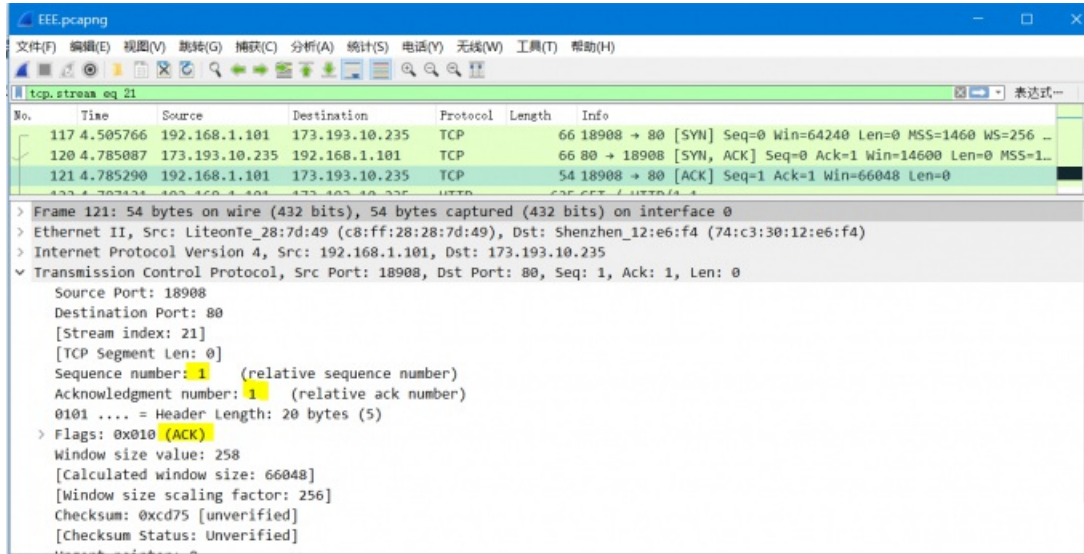 EEE.pcapng
文件(F) 编辑(E) 视图(V) 跳转(G) 捕获(C) 分析(A) 统计(S) 电话(Y) 无线(W) 工具(T) 帮助(H)
tcp.stream eq 21 表达式…
No. Time Source Destination Protocol Length Info
117 4.505766 192.168.1.101 173.193.10.235 TCP 66 18908 → 80 [SYN] Seq=0 Win=64240 Len=0 MSS=1460 WS=256 …
120 4.785087 173.193.10.235 192.168.1.101 TCP 66 80 → 18908 [SYN, ACK] Seq=0 Ack=1 Win=14600 Len=0 MSS=1…
121 4.785290 192.168.1.101 173.193.10.235 TCP 54 18908 → 80 [ACK] Seq=1 Ack=1 Win=66048 Len=0
Frame 121: 54 bytes on wire (432 bits), 54 bytes captured (432 bits) on interface 0
Ethernet II, Src: LiteonTe_28:7d:49 (c8:ff:28:28:7d:49), Dst: Shenzhen_12:e6:f4 (74:c3:30:12:e6:f4)
Internet Protocol Version 4, Src: 192.168.1.101, Dst: 173.193.10.235
Transmission Control Protocol, Src Port: 18908, Dst Port: 80, Seq: 1, Ack: 1, Len: 0
Source Port: 18908
Destination Port: 80
[Stream index: 21]
[TCP Segment Len: 0]
Sequence number: 1 (relative sequence number)
Acknowledgment number: 1 (relative ack number)
0101 .... = Header Length: 20 bytes (5)
Flags: 0x010 (ACK)
Window size value: 258
[Calculated window size: 66048]
[Window size scaling factor: 256]
Checksum: 0xcd75 [unverified]
[Checksum Status: Unverified]